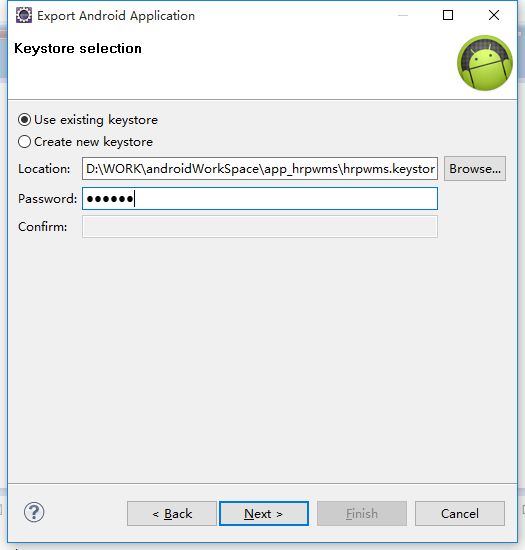 Export Android Application
Keystore selection
Use existing keystore
Create new keystore
Location: D:\WORK\androidWorkSpace\app_hrpwms\hrpwms.keystor Browse...
Password: ●●●●●●
Confirm:
< Back Next > Finish Cancel